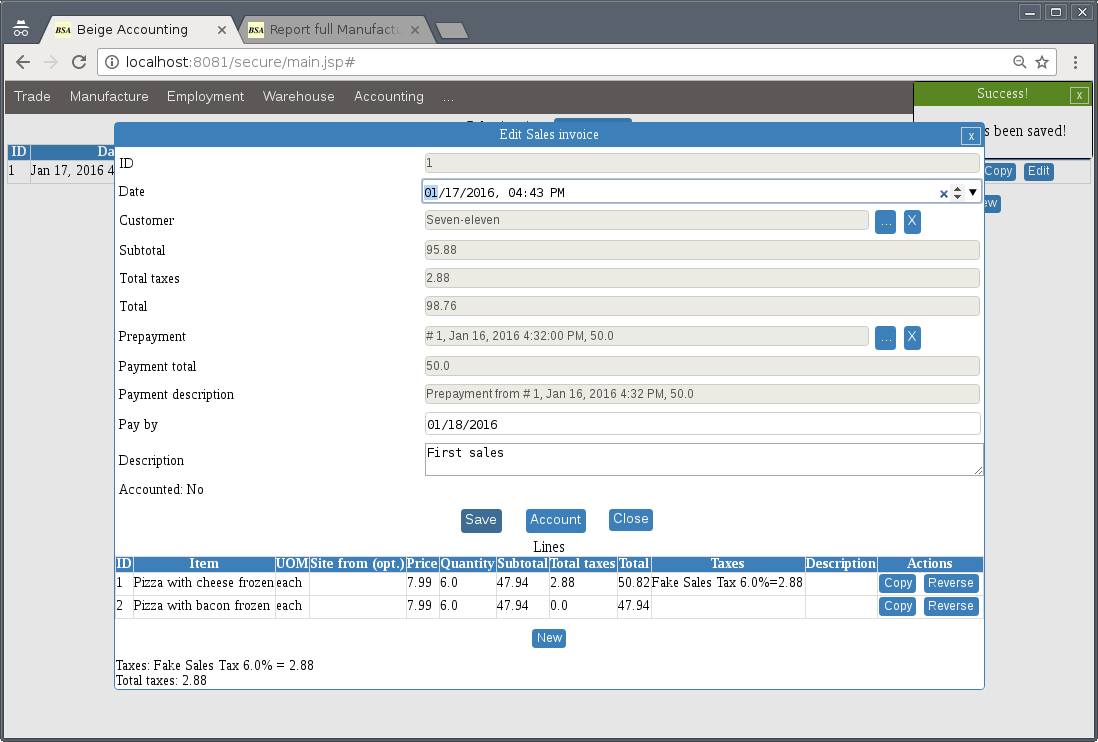 BSA Beige Accounting × BSA Report full Manufactu ×
localhost:8081/secure/main.jsp#
Trade Manufacture Employment Warehouse Accounting ...
Success! x
s been saved!
Edit Sales invoice x
ID Da
1 Jan 17, 2016 4
Copy Edit
ew
ID 1
Date 01/17/2016, 04:43 PM
Customer Seven-eleven ... X
Subtotal 95.88
Total taxes 2.88
Total 98.76
Prepayment # 1, Jan 16, 2016 4:32:00 PM, 50.0 ... X
Payment total 50.0
Payment description Prepayment from # 1, Jan 16, 2016 4:32 PM, 50.0
Pay by 01/18/2016
Description First sales
Accounted: No
Save Account Close
Lines
ID Item UOM Site from (opt.) Price Quantity Subtotal Total taxes Total Taxes Description Actions
1 Pizza with cheese frozen each 7.99 6.0 47.94 2.88 50.82 Fake Sales Tax 6.0%=2.88 Copy Reverse
2 Pizza with bacon frozen each 7.99 6.0 47.94 0.0 47.94 Copy Reverse
New
Taxes: Fake Sales Tax 6.0% = 2.88
Total taxes: 2.88